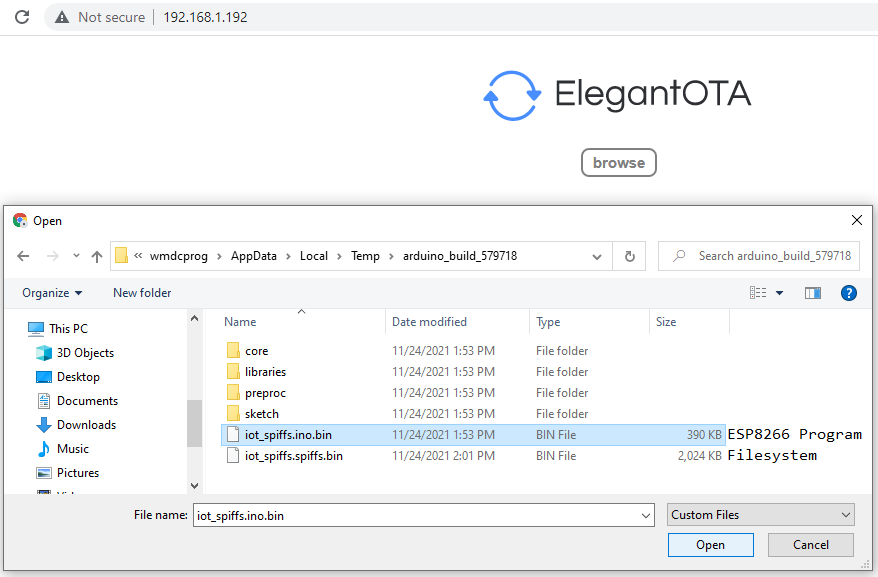 Not secure 192.168.1.192
ElegantOTA
browse
Open
« wmdcprog > AppData > Local > Temp > arduino_build_579718
Search arduino_build_579718
Organize New folder
?
Name Date modified Type Size
This PC
3D Objects
Desktop
Documents
Downloads
Music
Pictures
core 11/24/2021 1:53 PM File folder
libraries 11/24/2021 1:53 PM File folder
preproc 11/24/2021 1:53 PM File folder
sketch 11/24/2021 1:53 PM File folder
iot_spiffs.ino.bin 11/24/2021 1:53 PM BIN File 390 KB ESP8266 Program
iot_spiffs.spiffs.bin 11/24/2021 2:01 PM BIN File 2,024 KB Filesystem
File name: iot_spiffs.ino.bin Custom Files
Open Cancel